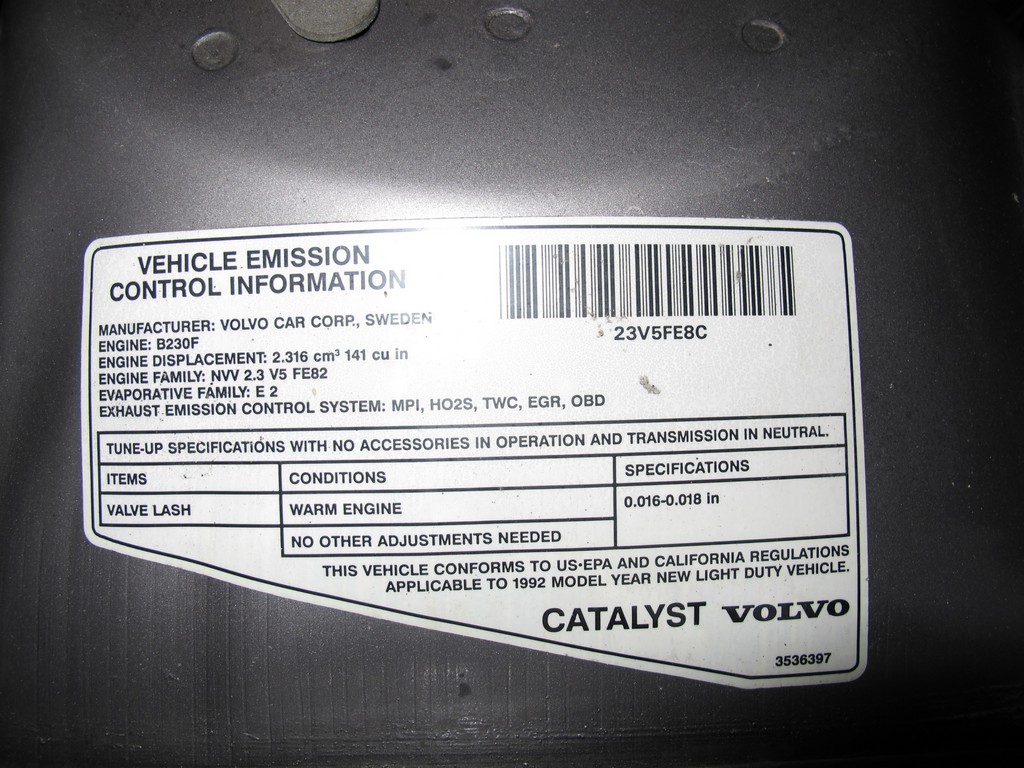 VEHICLE EMISSION
CONTROL INFORMATION
23V5FE8C
MANUFACTURER: VOLVO CAR CORP., SWEDEN
ENGINE: B230F
ENGINE DISPLACEMENT: 2.316 cm³ 141 cu in
ENGINE FAMILY: NVV 2.3 V5 FE82
EVAPORATIVE FAMILY: E 2
EXHAUST EMISSION CONTROL SYSTEM: MPI, HO2S, TWC, EGR, OBD
TUNE-UP SPECIFICATIONS WITH NO ACCESSORIES IN OPERATION AND TRANSMISSION IN NEUTRAL.
ITEMS CONDITIONS SPECIFICATIONS
VALVE LASH WARM ENGINE 0.016-0.018 in
NO OTHER ADJUSTMENTS NEEDED
THIS VEHICLE CONFORMS TO US-EPA AND CALIFORNIA REGULATIONS
APPLICABLE TO 1992 MODEL YEAR NEW LIGHT DUTY VEHICLE.
CATALYST VOLVO
3536397